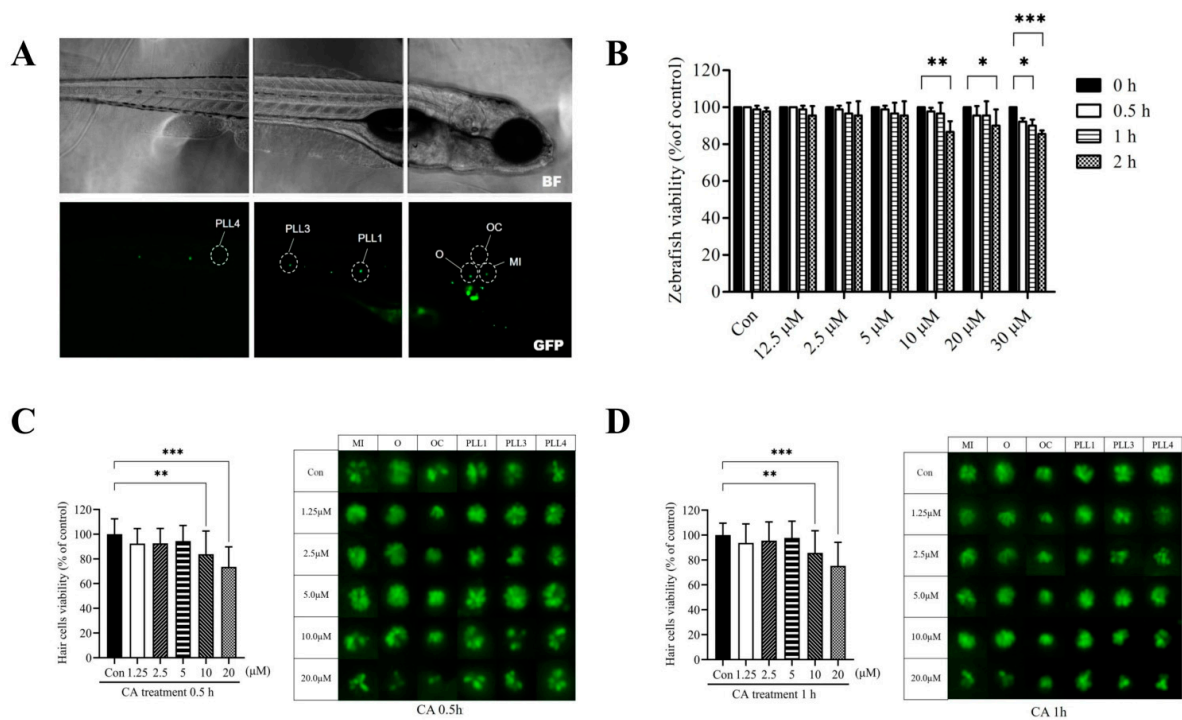 A
BF
PLL4
PLL3
PLL1
OC
O
MI
GFP
B
***
** * *
Zebrafish viability (%of ocntrol)
120
100
80
60
40
20
0
Con 12.5 µM 2.5 µM 5 µM 10 µM 20 µM 30 µM
0 h
0.5 h
1 h
2 h
C
***
**
Hair cells viability (% of control)
120
100
80
60
40
20
0
Con 1.25 2.5 5 10 20 (µM)
CA treatment 0.5 h
MI O OC PLL1 PLL3 PLL4
Con
1.25µM
2.5µM
5.0µM
10.0µM
20.0µM
CA 0.5h
D
***
**
Hair cells viability (% of control)
120
100
80
60
40
20
0
Con 1.25 2.5 5 10 20 (µM)
CA treatment 1 h
MI O OC PLL1 PLL3 PLL4
Con
1.25µM
2.5µM
5.0µM
10.0µM
20.0µM
CA 1h